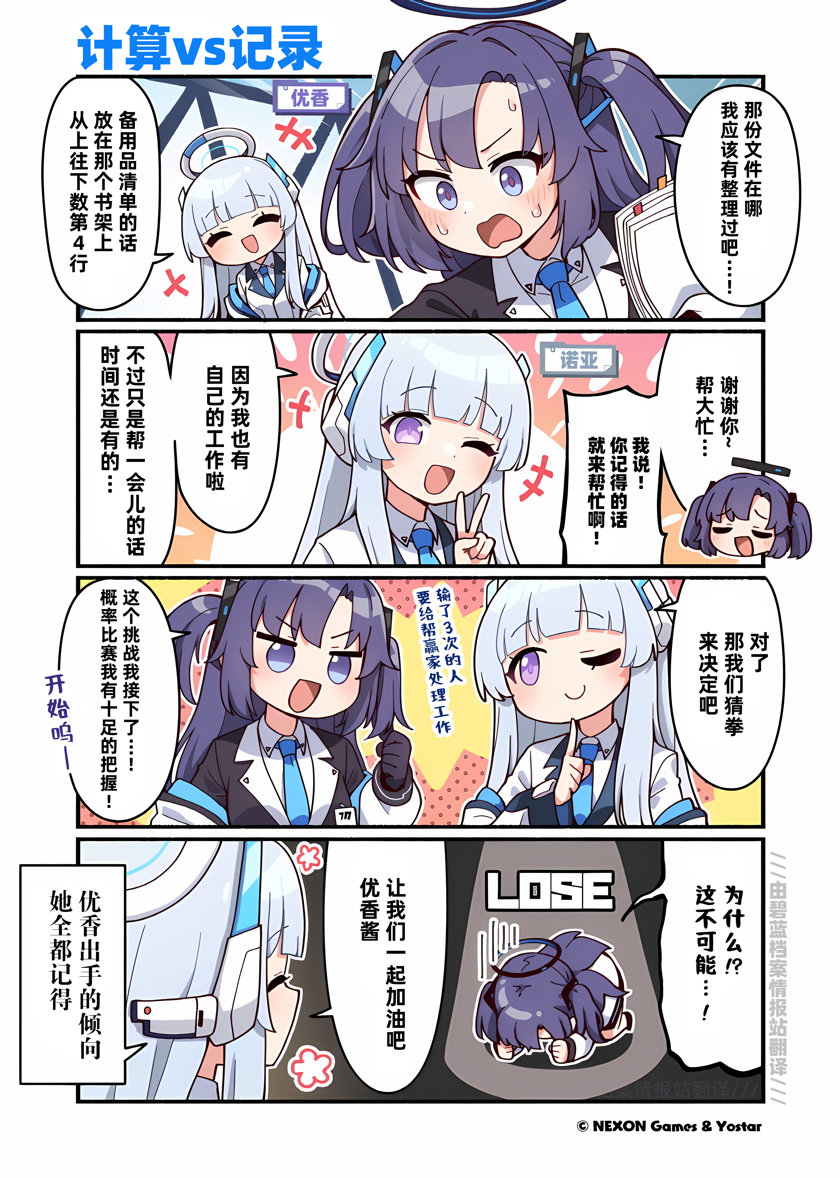 计算vs记录
优香
那份文件在哪
我应该有整理过吧…!
备用品清单的话
放在那个书架上
从上往下数第4行
诺亚
谢谢你~
帮大忙…
我说!
你记得的话
就来帮忙啊!
因为我也有
自己的工作啦
不过只是帮一会儿的话
时间还是有的…
对了
那我们猜拳
来决定吧
输了3次的人
要给帮赢家处理工作
这个挑战我接下了…!
概率比赛我有十足的把握!
开始呜—
为什么!?
这不可能…!
LOSE
让我们一起加油吧
优香酱
优香出手的倾向
她全都记得
///由碧蓝档案情报站翻译///
© NEXON Games & Yostar